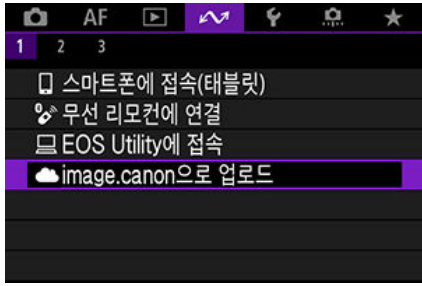 AF
1 2 3
스마트폰에 접속(태블릿)
무선 리모컨에 연결
EOS Utility에 접속
image.canon으로 업로드